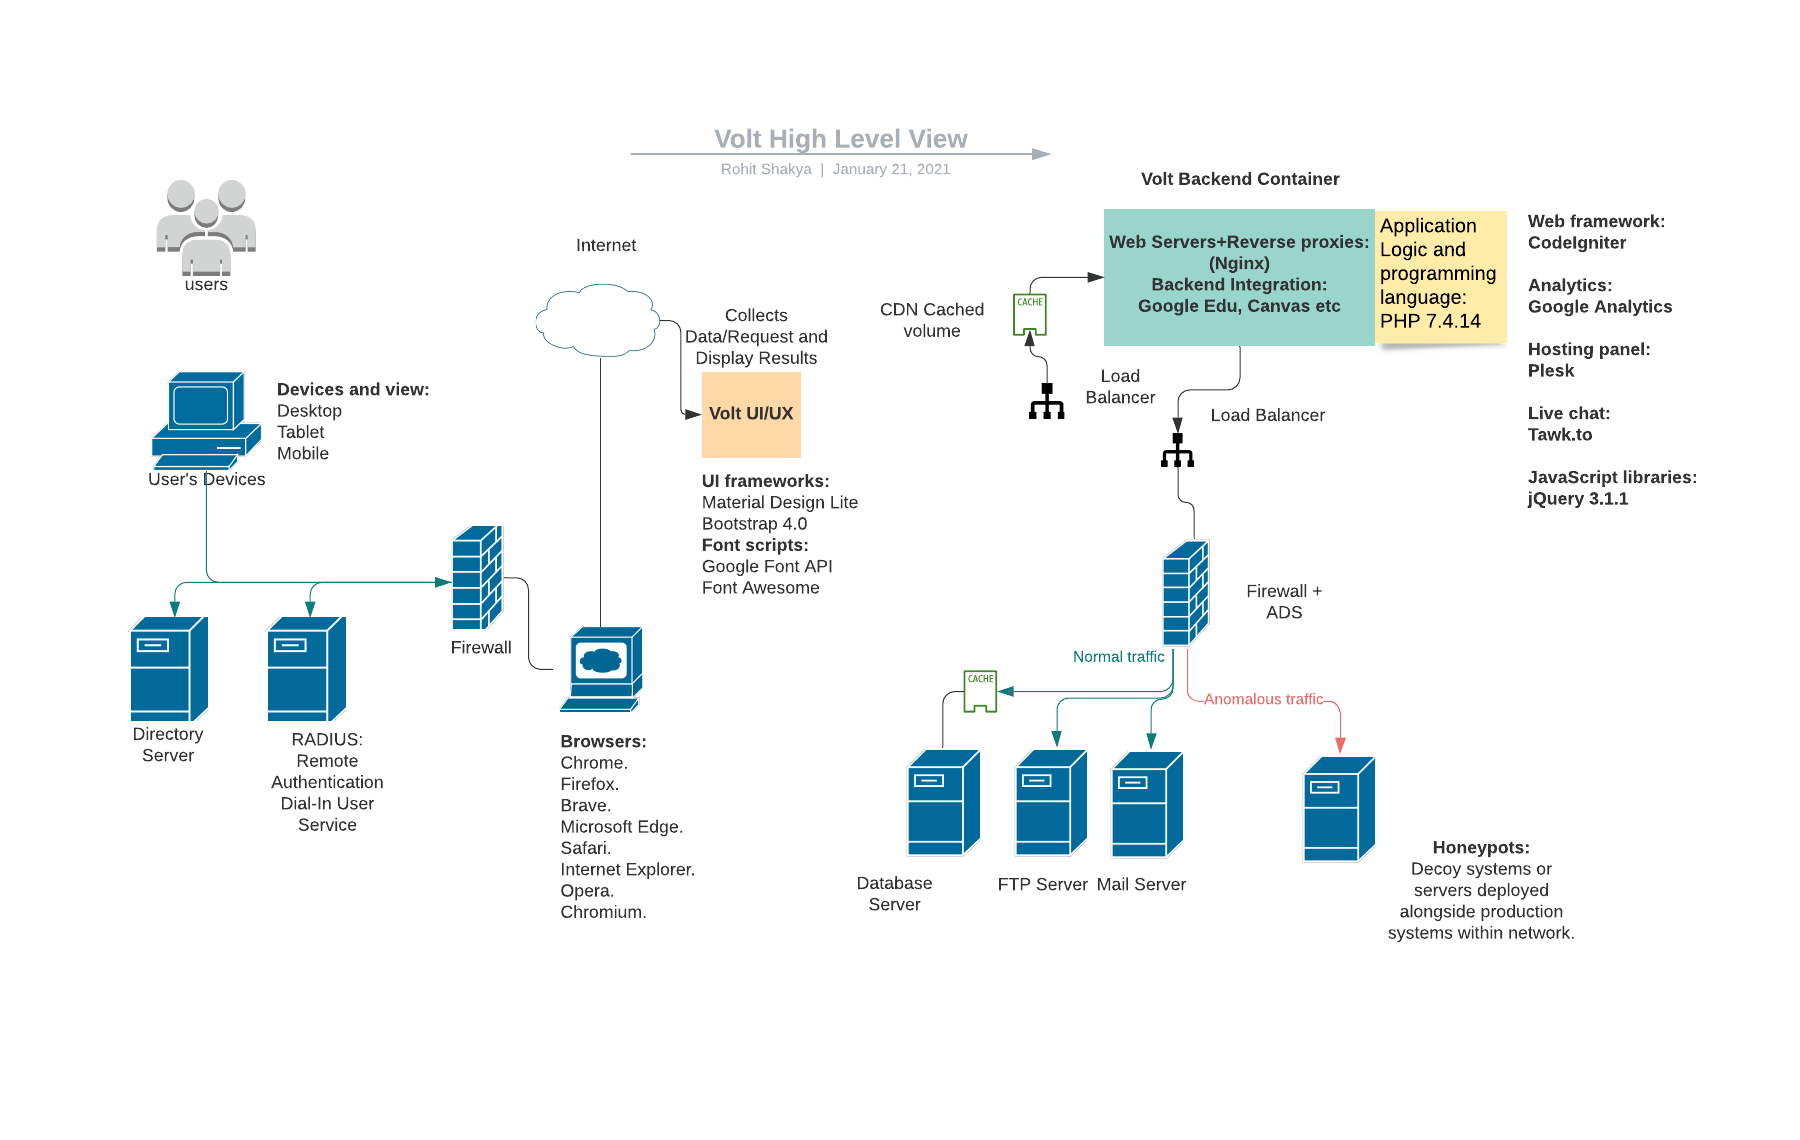 Volt High Level View
Rohit Shakya | January 21, 2021
users
Devices and view:
Desktop
Tablet
Mobile
User's Devices
Directory
Server
RADIUS:
Remote
Authentication
Dial-In User
Service
Firewall
Internet
Collects
Data/Request and
Display Results
Volt UI/UX
UI frameworks:
Material Design Lite
Bootstrap 4.0
Font scripts:
Google Font API
Font Awesome
Browsers:
Chrome.
Firefox.
Brave.
Microsoft Edge.
Safari.
Internet Explorer.
Opera.
Chromium.
CDN Cached
volume
CACHE
Load
Balancer
Volt Backend Container
Web Servers+Reverse proxies:
(Nginx)
Backend Integration:
Google Edu, Canvas etc
Application
Logic and
programming
language:
PHP 7.4.14
Web framework:
CodeIgniter
Analytics:
Google Analytics
Hosting panel:
Plesk
Live chat:
Tawk.to
JavaScript libraries:
jQuery 3.1.1
Load Balancer
Firewall +
ADS
Normal traffic
Anomalous traffic
CACHE
Database
Server
FTP Server
Mail Server
Honeypots:
Decoy systems or
servers deployed
alongside production
systems within network.